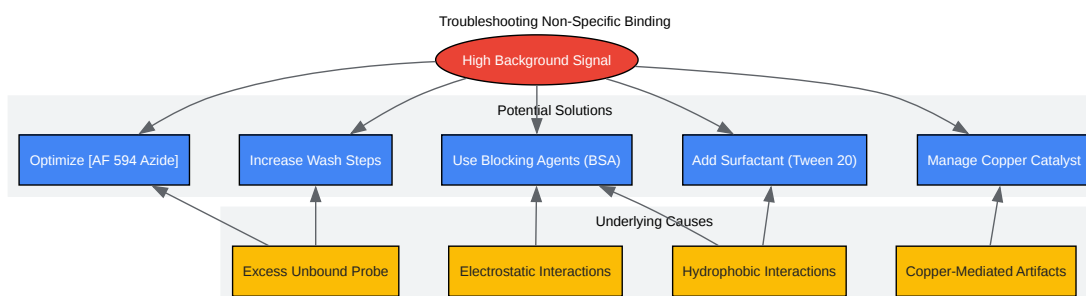 Troubleshooting Non-Specific Binding
High Background Signal
Potential Solutions
Optimize [AF 594 Azide]
Increase Wash Steps
Use Blocking Agents (BSA)
Add Surfactant (Tween 20)
Manage Copper Catalyst
Underlying Causes
Excess Unbound Probe
Electrostatic Interactions
Hydrophobic Interactions
Copper-Mediated Artifacts